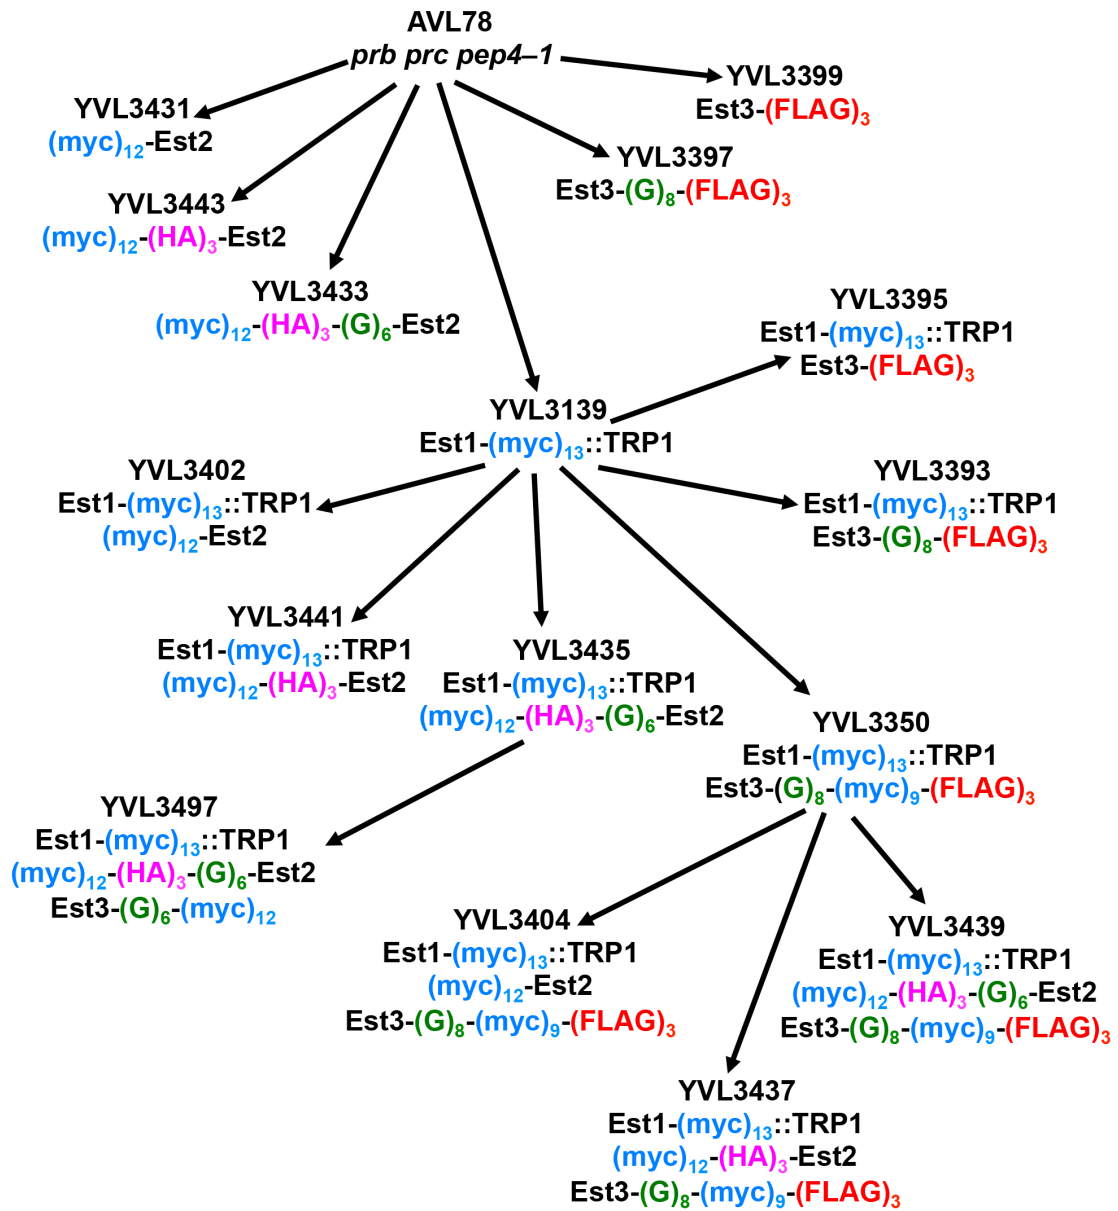 AVL78
prb prc pep4–1
YVL3399
Est3-(FLAG)3
YVL3431
(myc)12-Est2
YVL3397
Est3-(G)8-(FLAG)3
YVL3443
(myc)12-(HA)3-Est2
YVL3433
(myc)12-(HA)3-(G)6-Est2
YVL3395
Est1-(myc)13::TRP1
Est3-(FLAG)3
YVL3139
Est1-(myc)13::TRP1
YVL3402
Est1-(myc)13::TRP1
(myc)12-Est2
YVL3393
Est1-(myc)13::TRP1
Est3-(G)8-(FLAG)3
YVL3441
Est1-(myc)13::TRP1
(myc)12-(HA)3-Est2
YVL3435
Est1-(myc)13::TRP1
(myc)12-(HA)3-(G)6-Est2
YVL3350
Est1-(myc)13::TRP1
Est3-(G)8-(myc)9-(FLAG)3
YVL3497
Est1-(myc)13::TRP1
(myc)12-(HA)3-(G)6-Est2
Est3-(G)6-(myc)12
YVL3404
Est1-(myc)13::TRP1
(myc)12-Est2
Est3-(G)8-(myc)9-(FLAG)3
YVL3439
Est1-(myc)13::TRP1
(myc)12-(HA)3-(G)6-Est2
Est3-(G)8-(myc)9-(FLAG)3
YVL3437
Est1-(myc)13::TRP1
(myc)12-(HA)3-Est2
Est3-(G)8-(myc)9-(FLAG)3